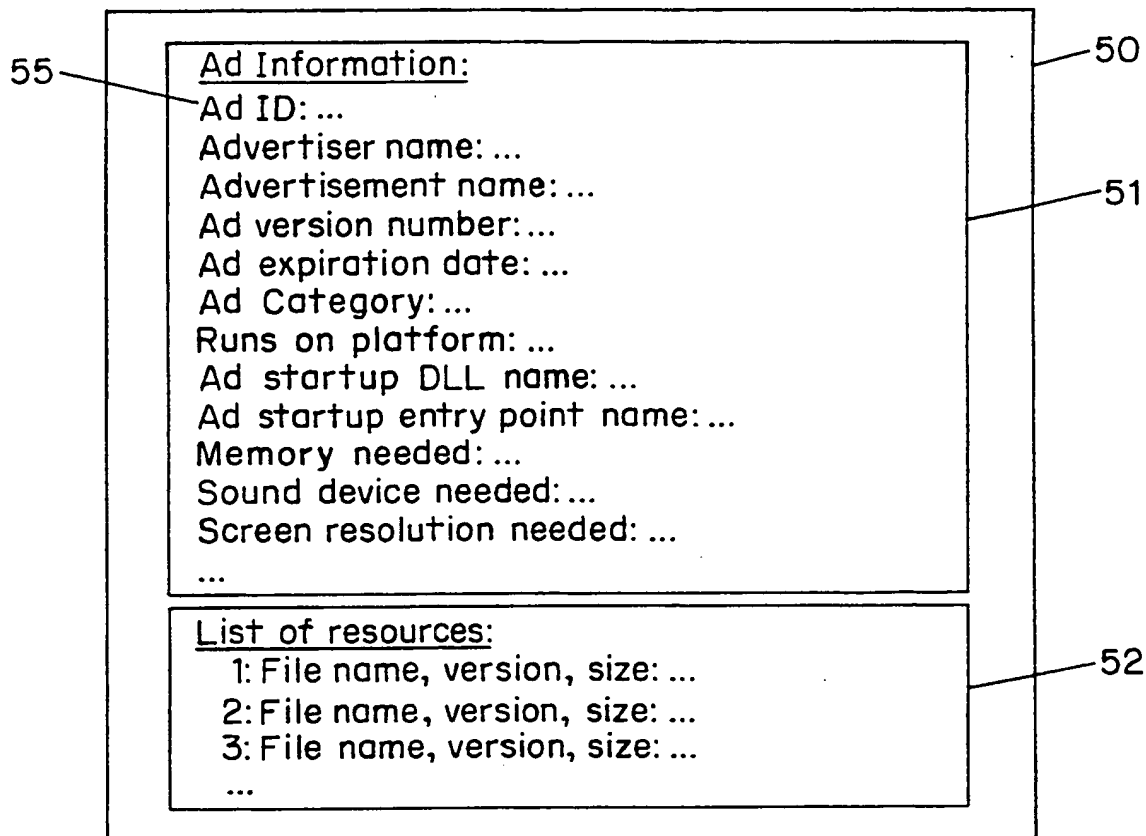 Ad Information:
50
55
Ad ID: ...
Advertiser name: ...
Advertisement name: ...
51
Ad version number: ...
Ad expiration date: ...
Ad Category: ...
Runs on platform: ...
Ad startup DLL name: ...
Ad startup entry point name: ...
Memory needed: ...
Sound device needed: ...
Screen resolution needed: ...
...
List of resources:
1: File name, version, size: ...
52
2: File name, version, size: ...
3: File name, version, size: ...
...